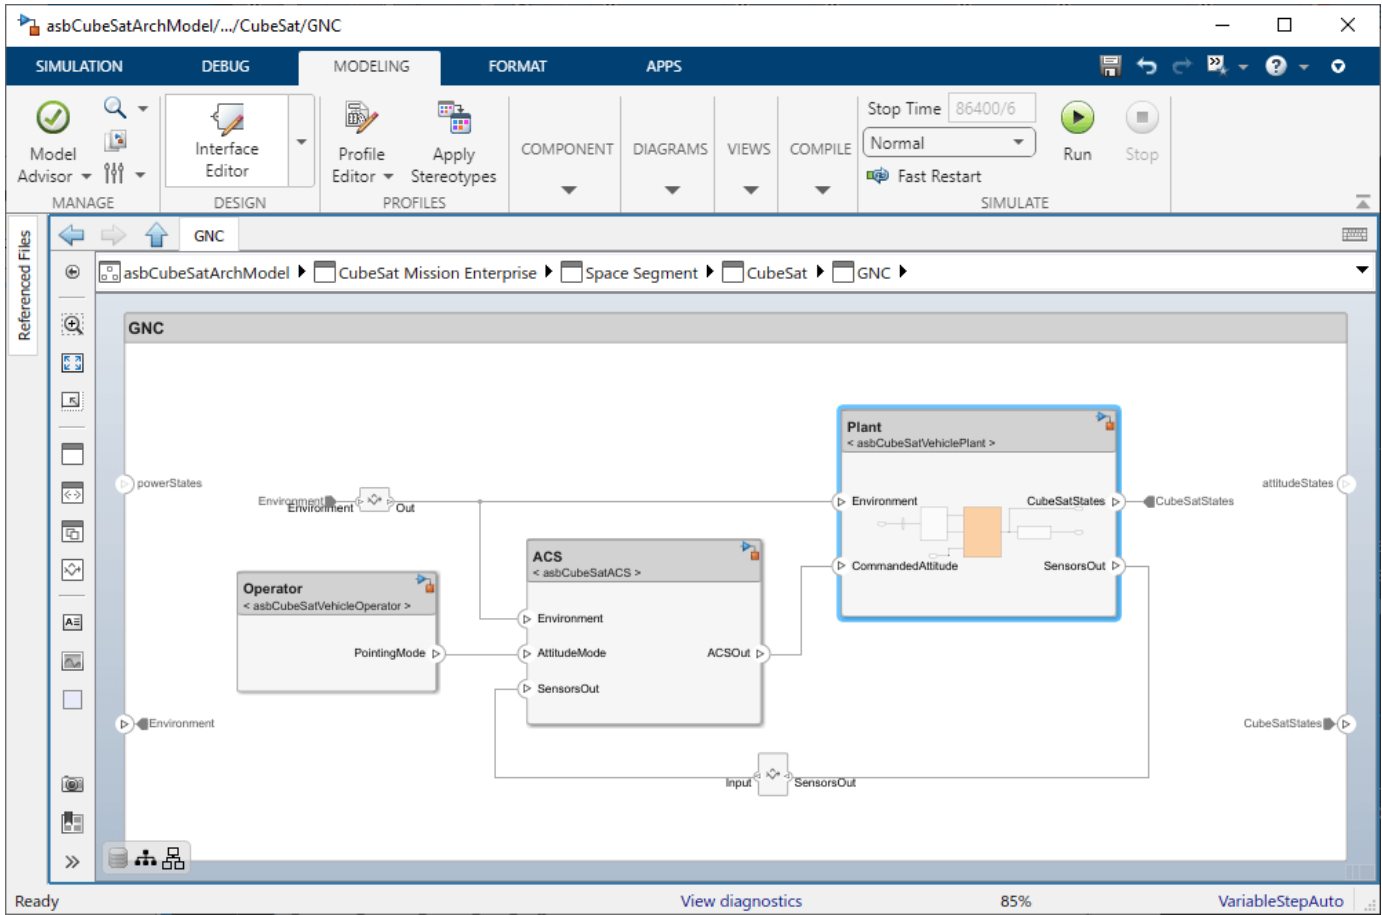 asbCubeSatArchModel/.../CubeSat/GNC
SIMULATION DEBUG MODELING FORMAT APPS
Model Advisor
MANAGE
Interface Editor
DESIGN
Profile Editor
Apply Stereotypes
PROFILES
COMPONENT
DIAGRAMS
VIEWS
COMPILE
Stop Time 86400/6
Normal
Fast Restart
Run
Stop
SIMULATE
Referenced Files
GNC
asbCubeSatArchModel CubeSat Mission Enterprise Space Segment CubeSat GNC
GNC
powerStates
Environment
Environment
Out
Operator
< asbCubeSatVehicleOperator >
PointingMode
ACS
< asbCubeSatACS >
Environment
AttitudeMode
SensorsOut
ACSOut
Plant
< asbCubeSatVehiclePlant >
Environment
CubeSatStates
CommandedAttitude
SensorsOut
CubeSatStates
attitudeStates
Environment
CubeSatStates
Input
SensorsOut
Ready
View diagnostics
85%
VariableStepAuto